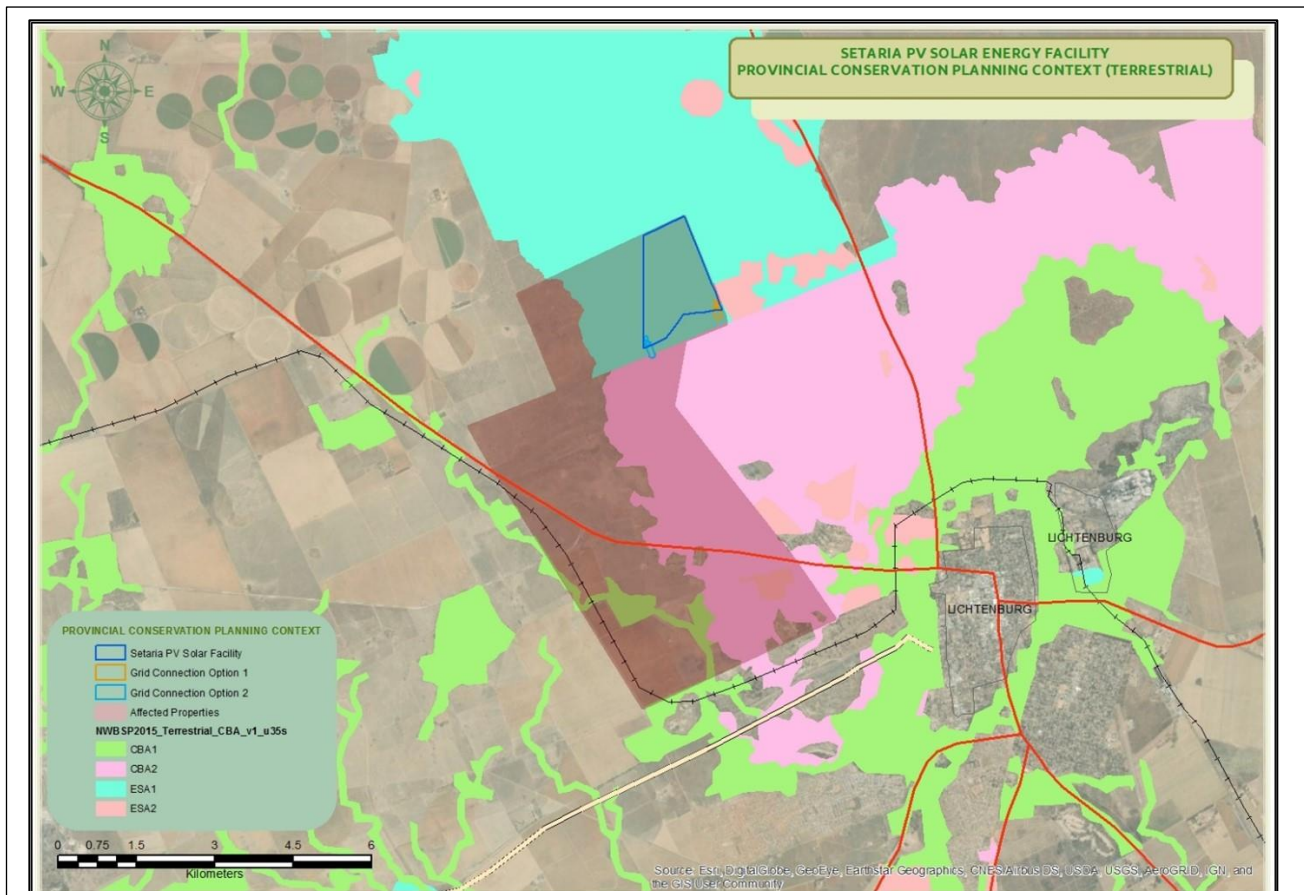 SETARIA PV SOLAR ENERGY FACILITY
PROVINCIAL CONSERVATION PLANNING CONTEXT (TERRESTRIAL)
N
W E
S
LICHTENBURG
LICHTENBURG
PROVINCIAL CONSERVATION PLANNING CONTEXT
Setaria PV Solar Facility
Grid Connection Option 1
Grid Connection Option 2
Affected Properties
NWBSP2015_Terrestrial_CBA_v1_u35s
CBA1
CBA2
ESA1
ESA2
0 0.75 1.5 3 4.5 6
Kilometers
Source: Esri, DigitalGlobe, GeoEye, Earthstar Geographics, CNES/Airbus DS, USDA, USGS, AeroGRID, IGN, and
the GIS User Community